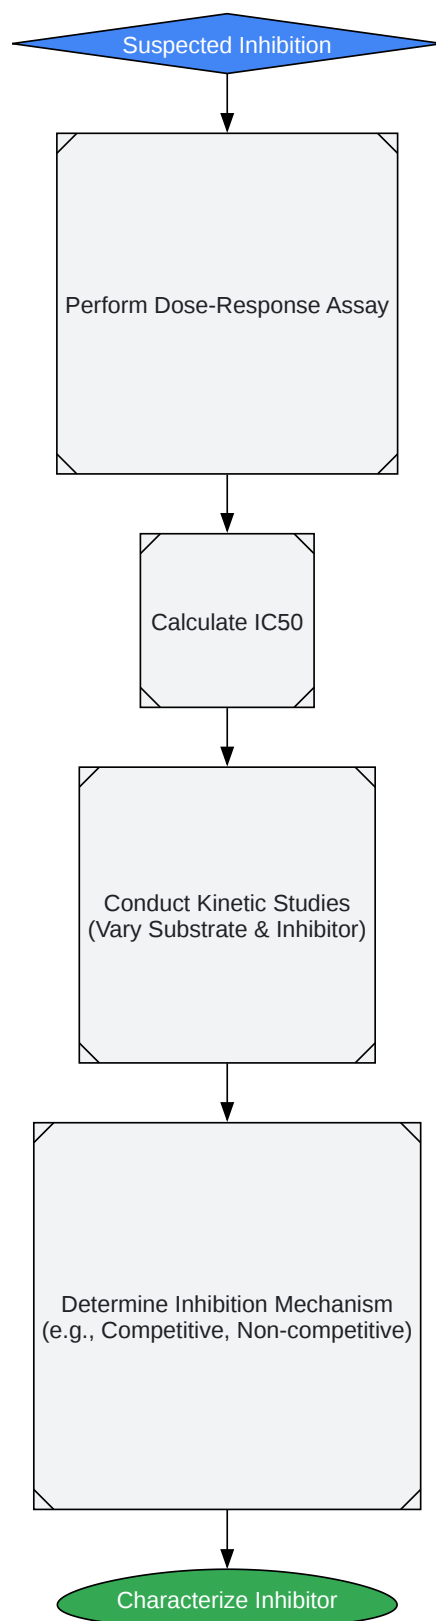 Suspected Inhibition
Perform Dose-Response Assay
Calculate IC50
Conduct Kinetic Studies
(Vary Substrate & Inhibitor)
Determine Inhibition Mechanism
(e.g., Competitive, Non-competitive)
Characterize Inhibitor